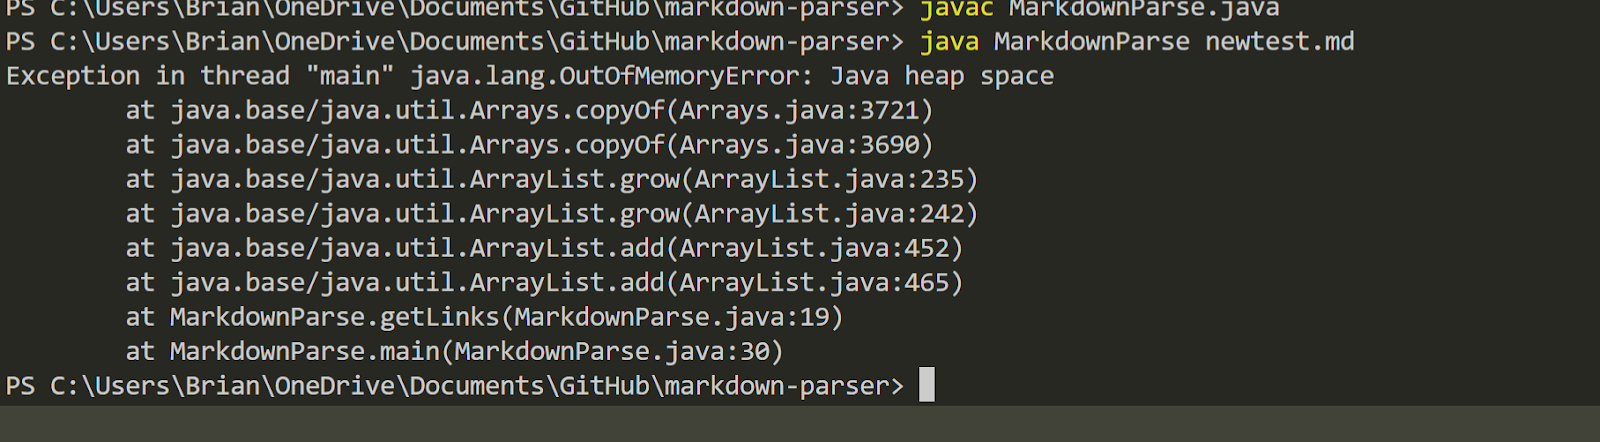 PS C:\Users\Brian\OneDrive\Documents\GitHub\markdown-parser> javac MarkdownParse.java
PS C:\Users\Brian\OneDrive\Documents\GitHub\markdown-parser> java MarkdownParse newtest.md
Exception in thread "main" java.lang.OutOfMemoryError: Java heap space
        at java.base/java.util.Arrays.copyOf(Arrays.java:3721)
        at java.base/java.util.Arrays.copyOf(Arrays.java:3690)
        at java.base/java.util.ArrayList.grow(ArrayList.java:235)
        at java.base/java.util.ArrayList.grow(ArrayList.java:242)
        at java.base/java.util.ArrayList.add(ArrayList.java:452)
        at java.base/java.util.ArrayList.add(ArrayList.java:465)
        at MarkdownParse.getLinks(MarkdownParse.java:19)
        at MarkdownParse.main(MarkdownParse.java:30)
PS C:\Users\Brian\OneDrive\Documents\GitHub\markdown-parser>